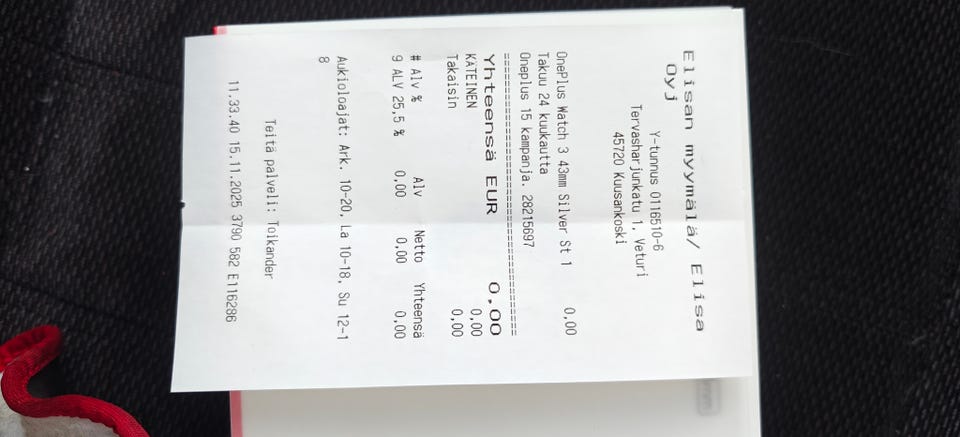 Elisan myymälä/ Elisa
Oyj
Y-tunnus 0116510-6
Tervasharjunkatu 1, Veturi
45720 Kuusankoski
OnePlus Watch 3 43mm Silver St 1 0,00
Takuu 24 kuukautta
Oneplus 15 kampanja. 28215697
========================================
Yhteensä EUR 0,00
KÄTEINEN 0,00
Takaisin 0,00
# Alv % Alv Netto Yhteensä
9 ALV 25,5 % 0,00 0,00 0,00
Aukioloajat: Ark. 10-20, La 10-18, Su 12-1
8
Teitä palveli: Toikander
11.33.40 15.11.2025 3790 582 E116286